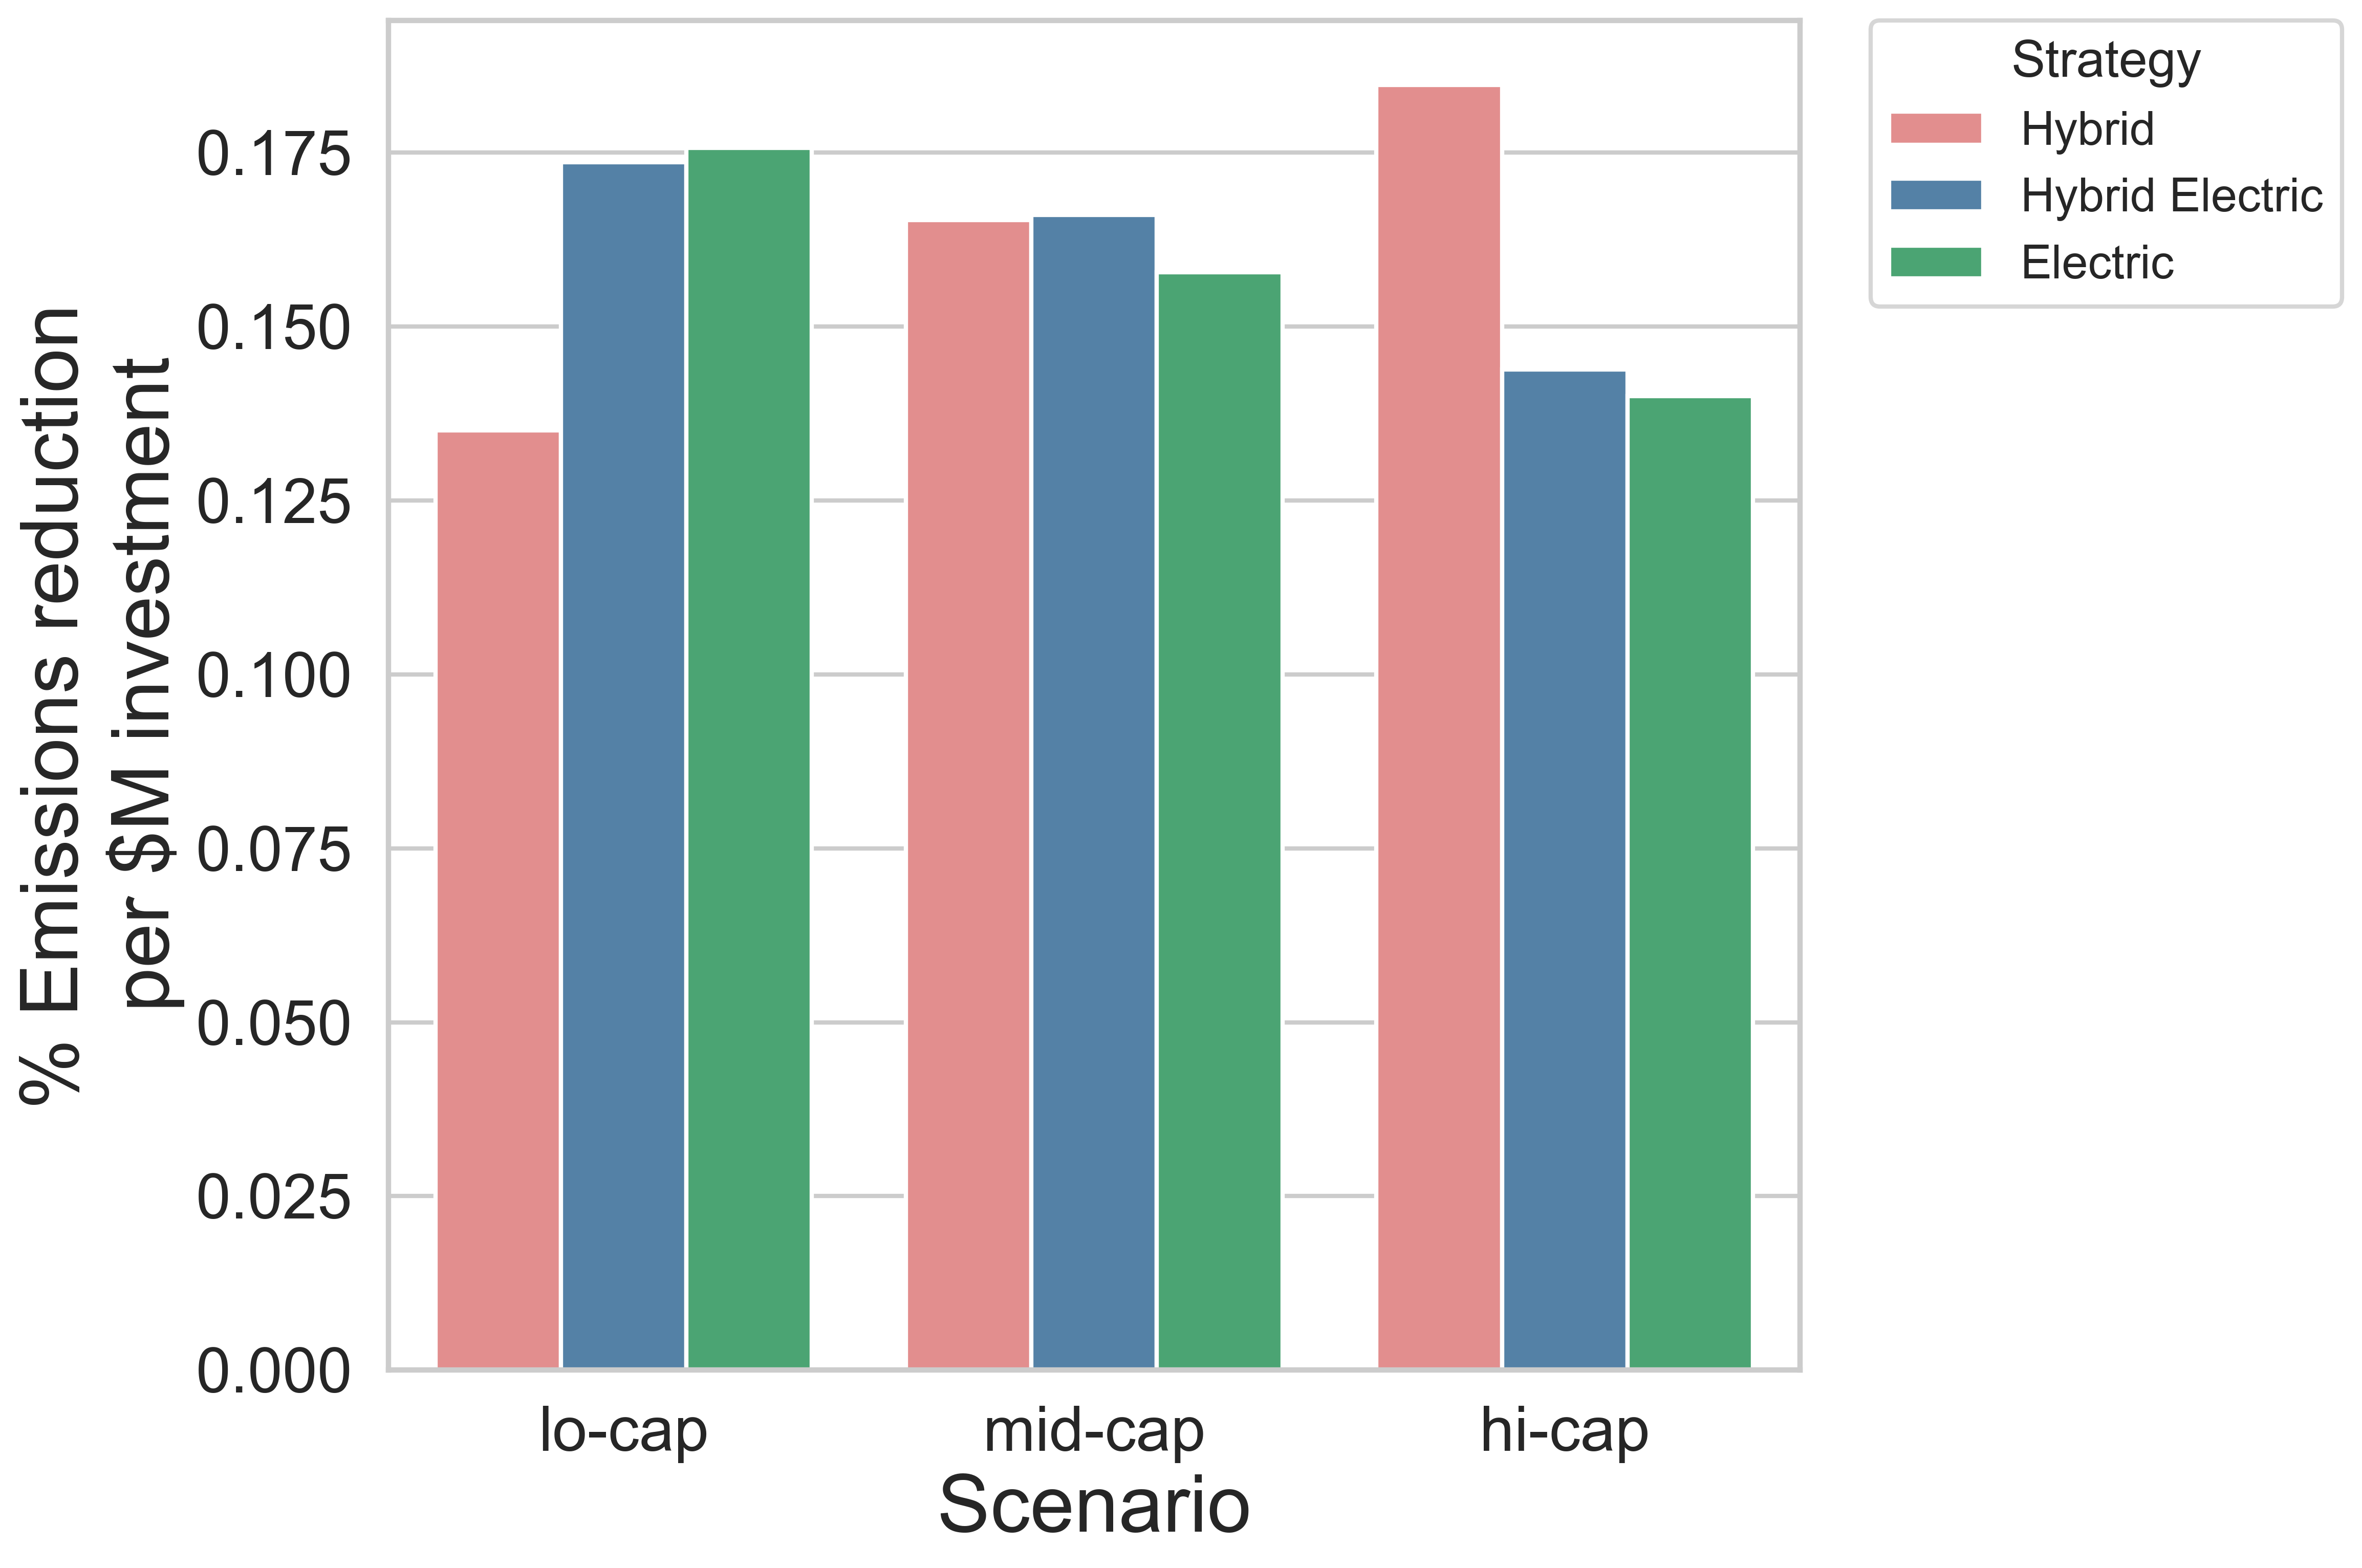 % Emissions reduction
per $M investment
0.175
0.150
0.125
0.100
0.075
0.050
0.025
0.000
lo-cap
mid-cap
hi-cap
Scenario
Strategy
Hybrid
Hybrid Electric
Electric